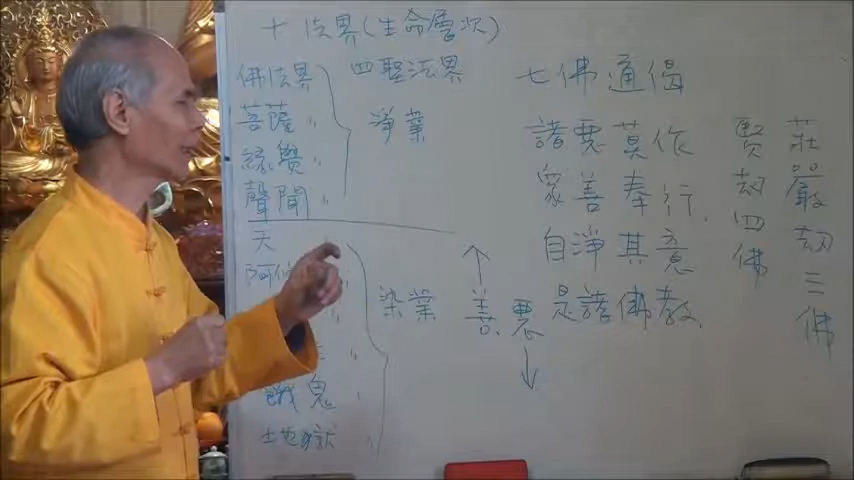 十法界(生命層次)
佛法界 四聖法界
菩薩〃 淨業
緣覺〃
聲聞〃
天
阿修
染業 善 惡
餓鬼〃
土地獄〃
七佛通偈
諸惡莫作
眾善奉行.
自淨其意
是諸佛教.
莊嚴劫三佛
賢劫四佛